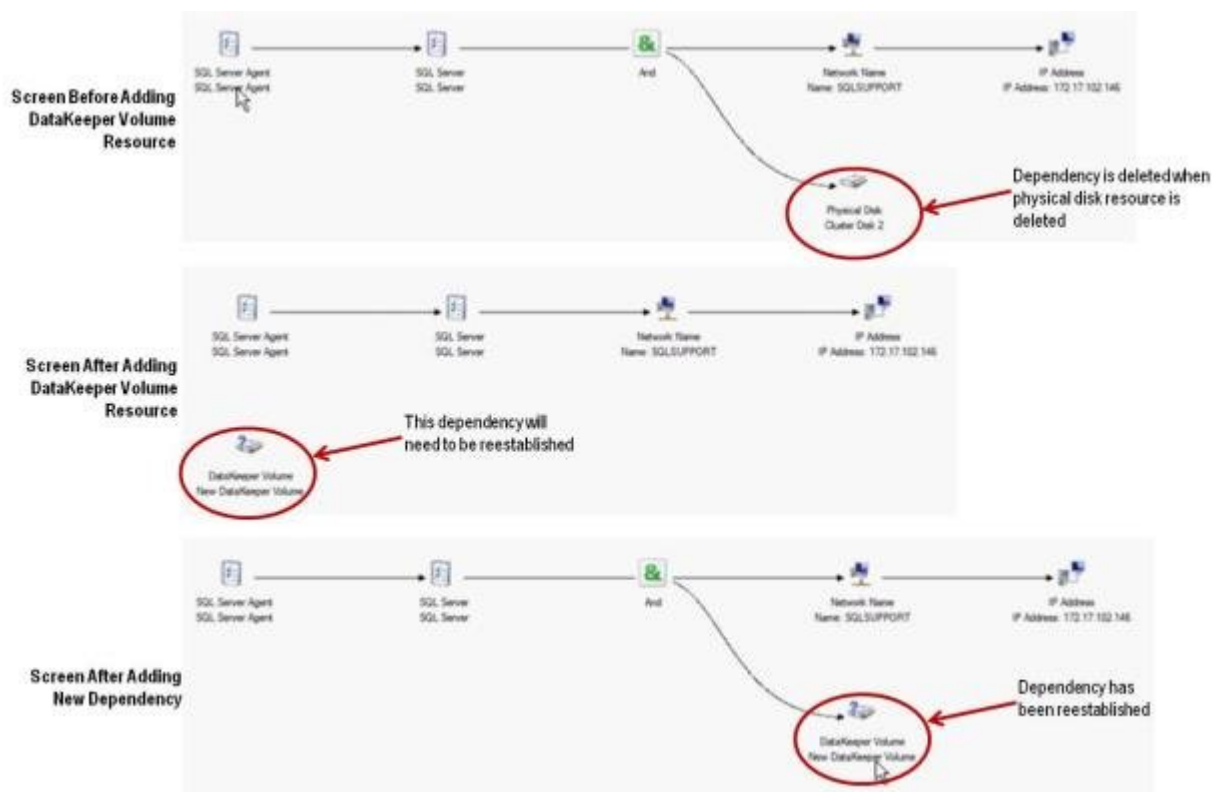 SQL Server Agent
SQL Server Agent
SQL Server
SQL Server
&
And
Network Name
Name: SQLSUPPORT
IP Address
IP Address: 172.17.102.146
Screen Before Adding
DataKeeper Volume
Resource
Physical Disk
Cluster Disk 2
Dependency is deleted when
physical disk resource is
deleted
SQL Server Agent
SQL Server Agent
SQL Server
SQL Server
Network Name
Name: SQLSUPPORT
IP Address
IP Address: 172.17.102.146
Screen After Adding
DataKeeper Volume
Resource
This dependency will
need to be reestablished
DataKeeper Volume
New DataKeeper Volume
SQL Server Agent
SQL Server Agent
SQL Server
SQL Server
&
And
Network Name
Name: SQLSUPPORT
IP Address
IP Address: 172.17.102.146
Screen After Adding
New Dependency
Dependency has
been reestablished
DataKeeper Volume
New DataKeeper Volume